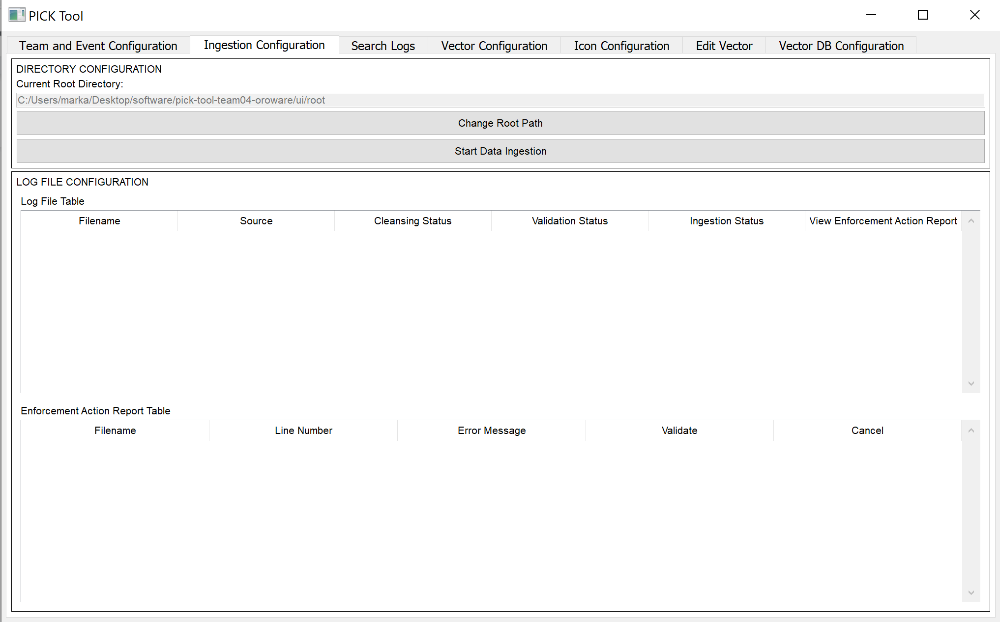 PICK Tool
Team and Event Configuration Ingestion Configuration Search Logs Vector Configuration Icon Configuration Edit Vector Vector DB Configuration
DIRECTORY CONFIGURATION
Current Root Directory:
C:/Users/marka/Desktop/software/pick-tool-team04-oroware/ui/root
Change Root Path
Start Data Ingestion
LOG FILE CONFIGURATION
Log File Table
Filename Source Cleansing Status Validation Status Ingestion Status View Enforcement Action Report
Enforcement Action Report Table
Filename Line Number Error Message Validate Cancel